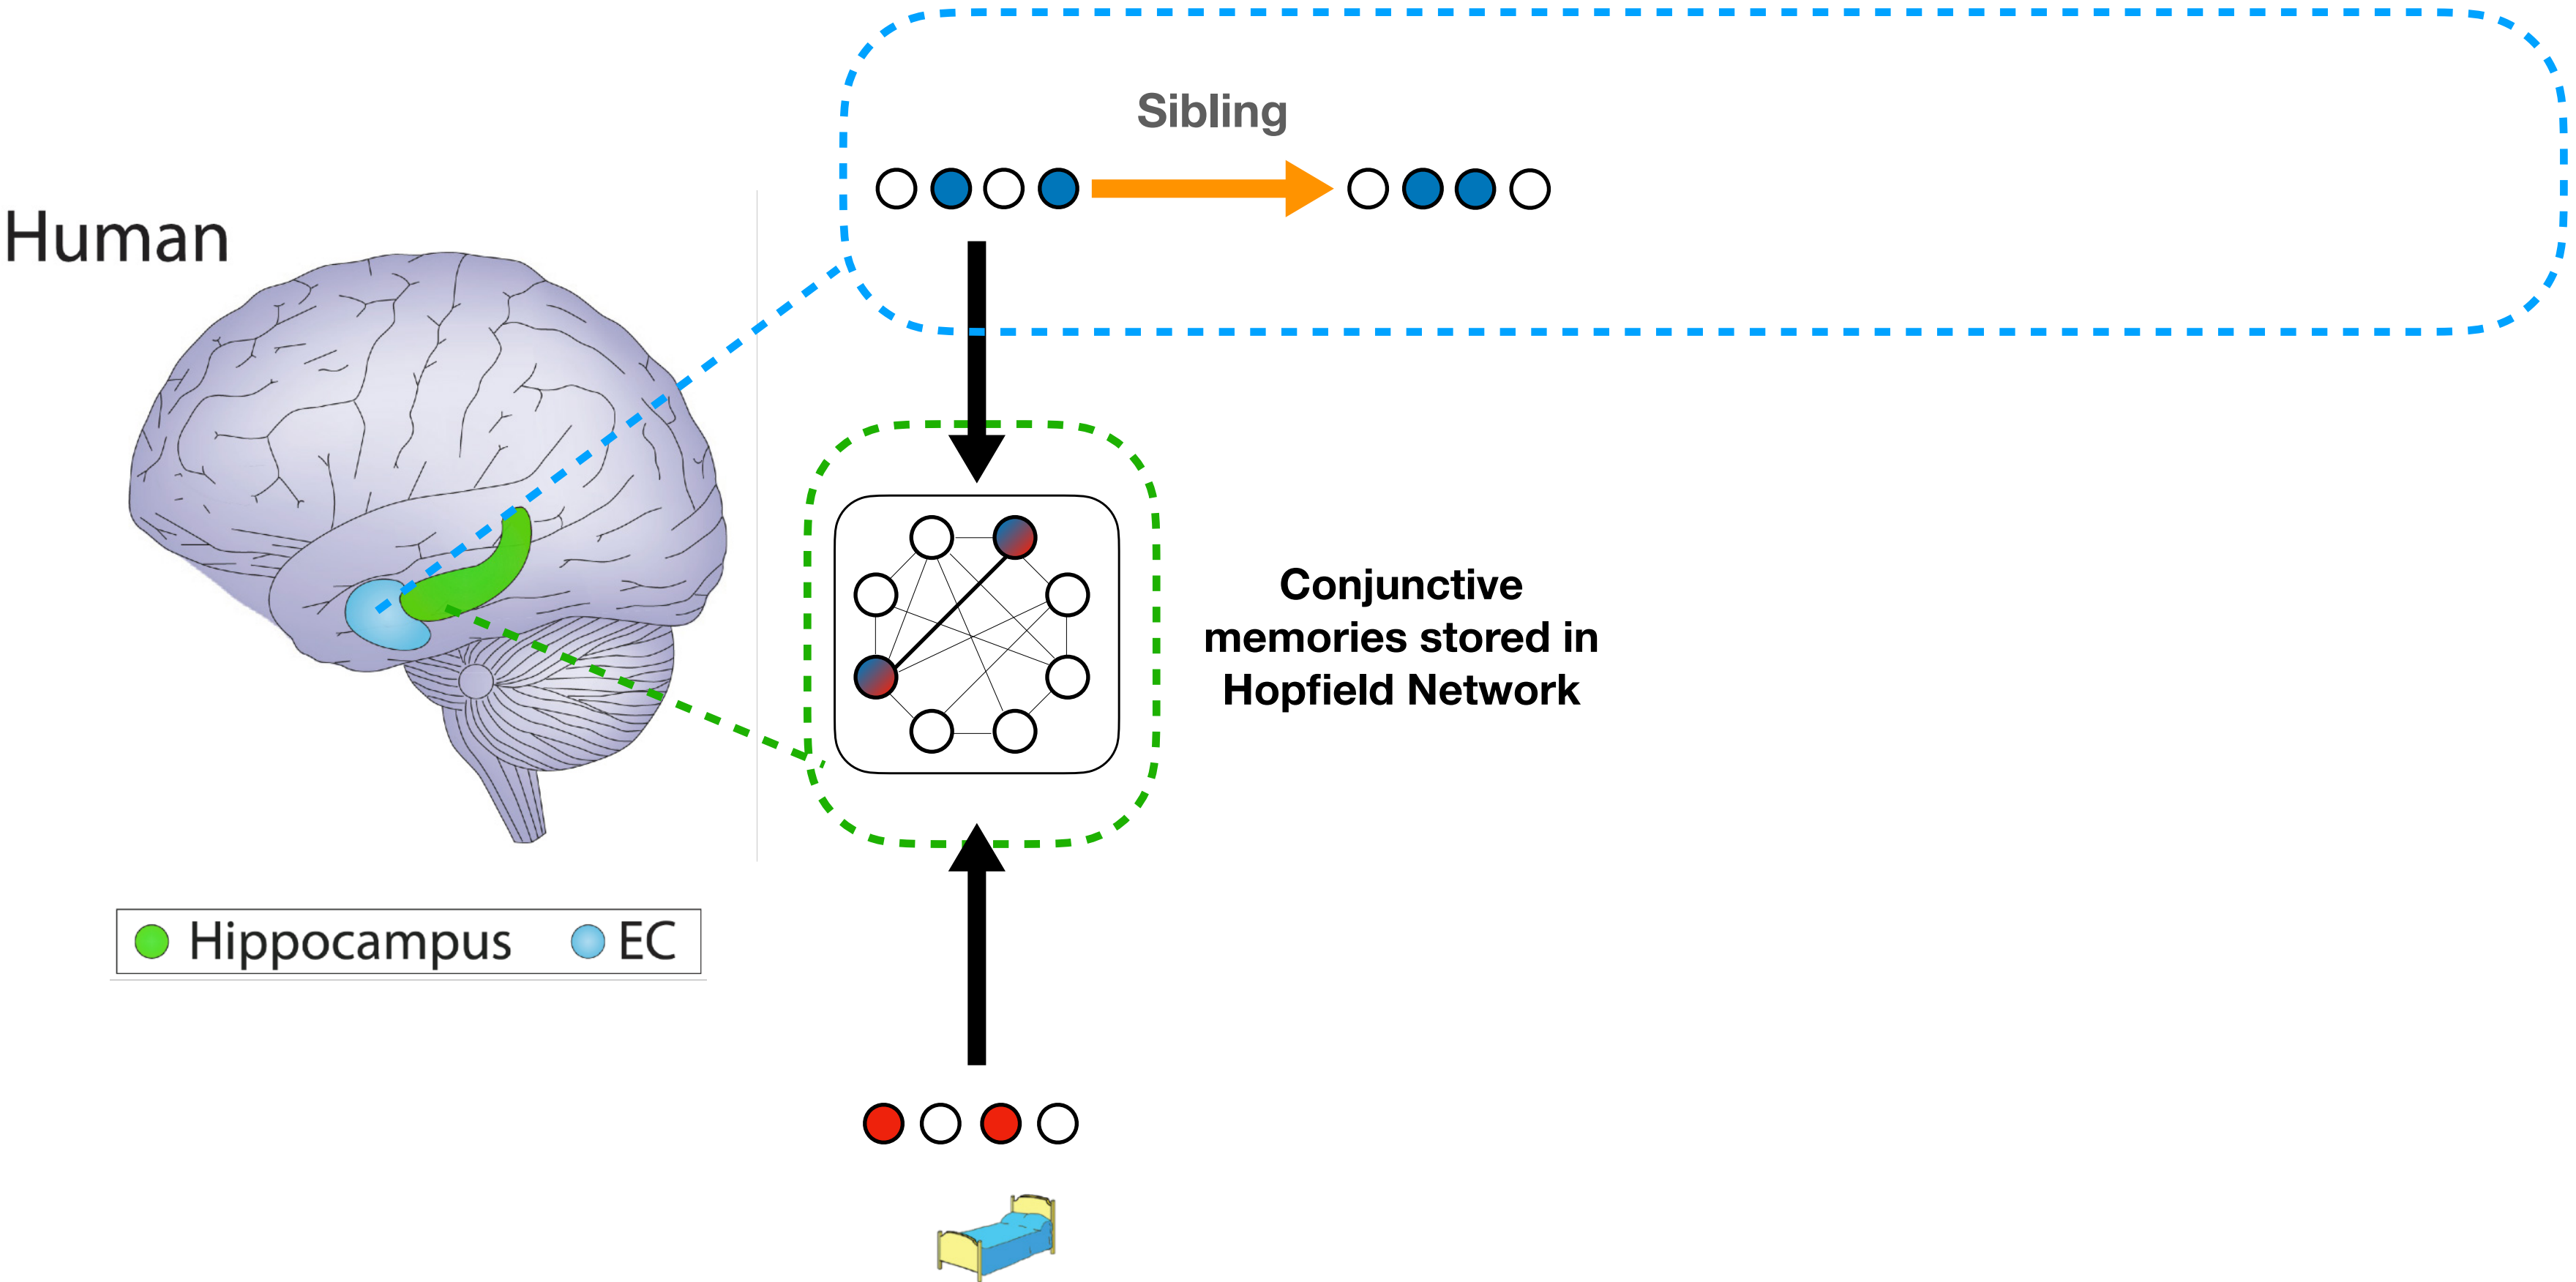 Sibling
Human
Conjunctive
memories stored in
Hopfield Network
Hippocampus EC